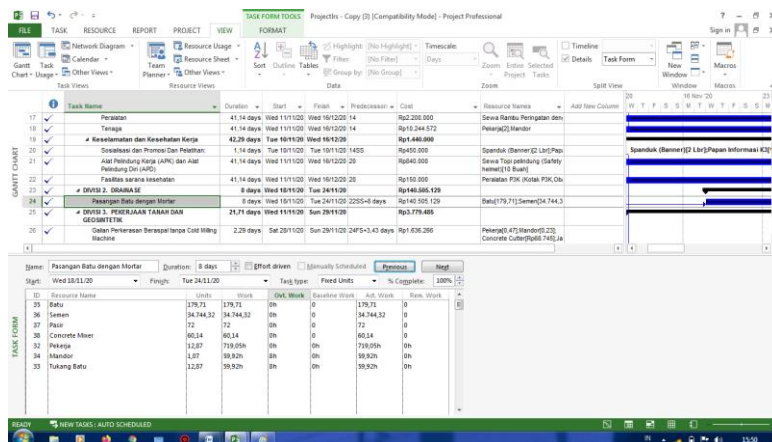 TASK FORM TOOLS
ProjectIrs - Copy (3) [Compatibility Mode] - Project Professional
FILE TASK RESOURCE REPORT PROJECT VIEW FORMAT
Sign in
Network Diagram
Calendar
Other Views
Gantt Chart
Task Usage
Task Views
Team Planner
Resource Usage
Resource Sheet
Other Views
Resource Views
Sort Outline Tables
Highlight: [No Highlight]
Filter: [No Filter]
Group by: [No Group]
Data
Timescale:
Days
Zoom
Entire Project
Selected Tasks
Zoom
Timeline
Details Task Form
Split View
New Window
Window
Macros
Macros
Task Name Duration Start Finish Predecessor Cost Resource Names Add New Column
20 16 Nov '20 23
W T F S S M T W T F S S M
17 Peralatan 41,14 days Wed 11/11/20 Wed 16/12/20 14 Rp2.200.000 Sewa Rambu Peringatan den
18 Tenaga 41,14 days Wed 11/11/20 Wed 16/12/20 14 Rp10.244.572 Pekerja[2];Mandor
19 Keselamatan dan Kesehatan Kerja 42,29 days Tue 10/11/20 Wed 16/12/20 Rp1.440.000
20 Sosialisasi dan Promosi Dan Pelatihan: 1,14 days Tue 10/11/20 Tue 10/11/20 14SS Rp450.000 Spanduk (Banner)[2 Lbr];Pap
Spanduk (Banner)[2 Lbr];Papan Informasi K3[
21 Alat Pelindung Kerja (APK) dan Alat Pelindung Diri (APD) 41,14 days Wed 11/11/20 Wed 16/12/20 20 Rp840.000 Sewa Topi pelindung (Safety helmet)[10 Buah]
22 Fasilitas sarana kesehatan 41,14 days Wed 11/11/20 Wed 16/12/20 20 Rp150.000 Peralatan P3K (Kotak P3K,Ob
23 DIVISI 2. DRAINASE 8 days Wed 18/11/20 Tue 24/11/20 Rp140.505.129
24 Pasangan Batu dengan Mortar 8 days Wed 18/11/20 Tue 24/11/20 22SS+8 days Rp140.505.129 Batu[179,71];Semen[34.744,3
25 DIVISI 3. PEKERJAAN TANAH DAN GEOSINTETIK 21,71 days Wed 11/11/20 Sun 29/11/20 Rp3.779.485
26 Galian Perkerasan Beraspal tanpa Cold Milling Machine 2,29 days Sat 28/11/20 Sun 29/11/20 24FS+3,43 days Rp1.636.286 Pekerja[0,47];Mandor[0,23]; Concrete Cutter[Rp68.745];Ja
GANTT CHART
Name: Pasangan Batu dengan Mortar Duration: 8 days Effort driven Manually Scheduled Previous Next
Start: Wed 18/11/20 Finish: Tue 24/11/20 Task type: Fixed Units % Complete: 100%
ID Resource Name Units Work Ovt. Work Baseline Work Act. Work Rem. Work
35 Batu 179,71 179,71 0h 0 179,71 0
36 Semen 34.744,32 34.744,32 0h 0 34.744,32 0
37 Pasir 72 72 0h 0 72 0
38 Concrete Mixer 60,14 60,14 0h 0 60,14 0
32 Pekerja 12,87 719,05h 0h 0h 719,05h 0h
34 Mandor 1,07 59,92h 8h 0h 59,92h 0h
33 Tukang Batu 12,87 59,92h 8h 0h 59,92h 0h
TASK FORM
READY NEW TASKS : AUTO SCHEDULED
IN 15:50